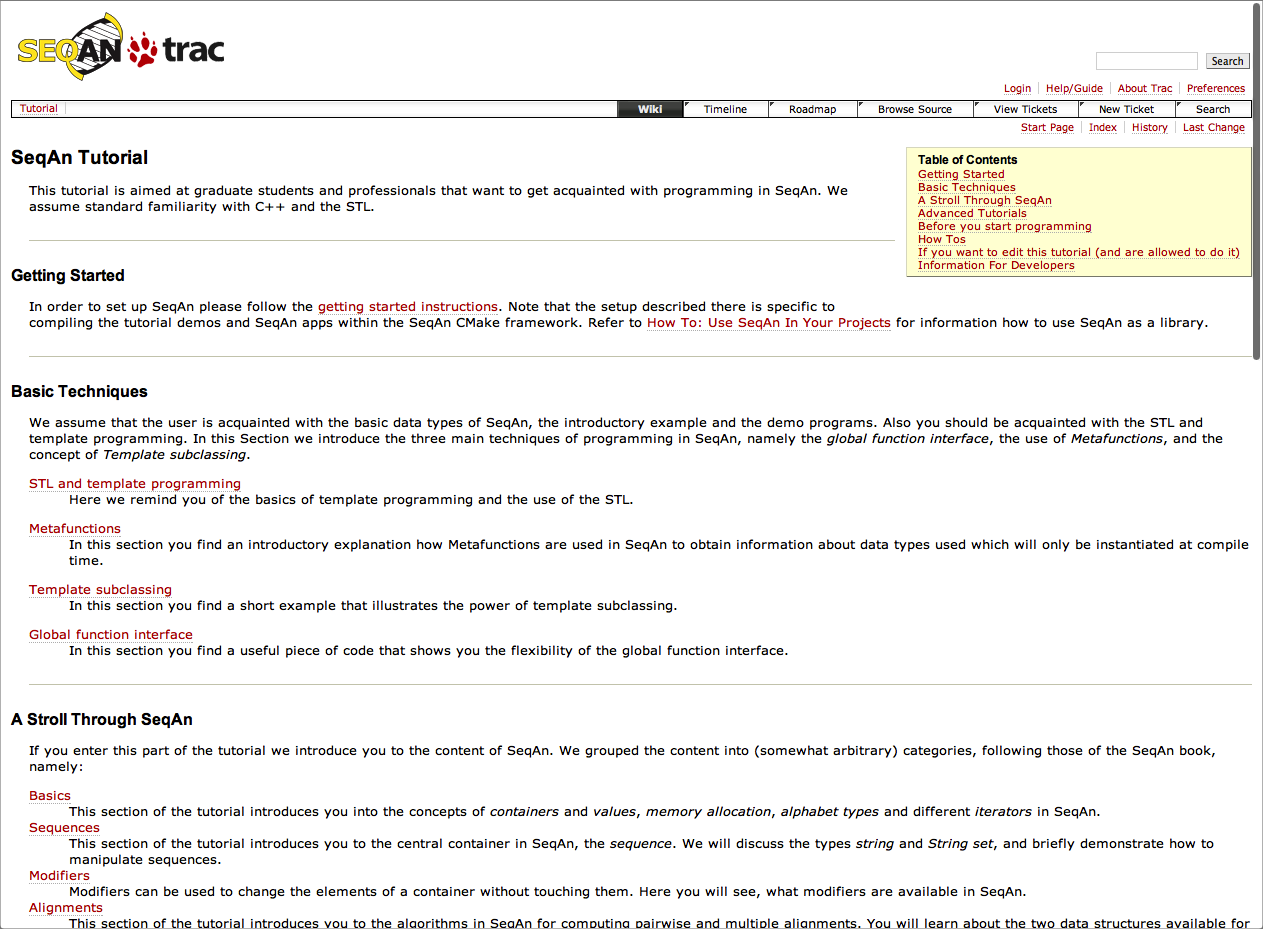 SEQAN trac
Search
Login Help/Guide About Trac Preferences
Tutorial Wiki Timeline Roadmap Browse Source View Tickets New Ticket Search
Start Page Index History Last Change
SeqAn Tutorial
This tutorial is aimed at graduate students and professionals that want to get acquainted with programming in SeqAn. We
assume standard familiarity with C++ and the STL.
Table of Contents
Getting Started
Basic Techniques
A Stroll Through SeqAn
Advanced Tutorials
Before you start programming
How Tos
If you want to edit this tutorial (and are allowed to do it)
Information For Developers
Getting Started
In order to set up SeqAn please follow the getting started instructions. Note that the setup described there is specific to
compiling the tutorial demos and SeqAn apps within the SeqAn CMake framework. Refer to How To: Use SeqAn In Your Projects for information how to use SeqAn as a library.
Basic Techniques
We assume that the user is acquainted with the basic data types of SeqAn, the introductory example and the demo programs. Also you should be acquainted with the STL and
template programming. In this Section we introduce the three main techniques of programming in SeqAn, namely the global function interface, the use of Metafunctions, and the
concept of Template subclassing.
STL and template programming
Here we remind you of the basics of template programming and the use of the STL.
Metafunctions
In this section you find an introductory explanation how Metafunctions are used in SeqAn to obtain information about data types used which will only be instantiated at compile
time.
Template subclassing
In this section you find a short example that illustrates the power of template subclassing.
Global function interface
In this section you find a useful piece of code that shows you the flexibility of the global function interface.
A Stroll Through SeqAn
If you enter this part of the tutorial we introduce you to the content of SeqAn. We grouped the content into (somewhat arbitrary) categories, following those of the SeqAn book,
namely:
Basics
This section of the tutorial introduces you into the concepts of containers and values, memory allocation, alphabet types and different iterators in SeqAn.
Sequences
This section of the tutorial introduces you to the central container in SeqAn, the sequence. We will discuss the types string and String set, and briefly demonstrate how to
manipulate sequences.
Modifiers
Modifiers can be used to change the elements of a container without touching them. Here you will see, what modifiers are available in SeqAn.
Alignments
This section of the tutorial introduces you to the algorithms in SeqAn for computing pairwise and multiple alignments. You will learn about the two data structures available for